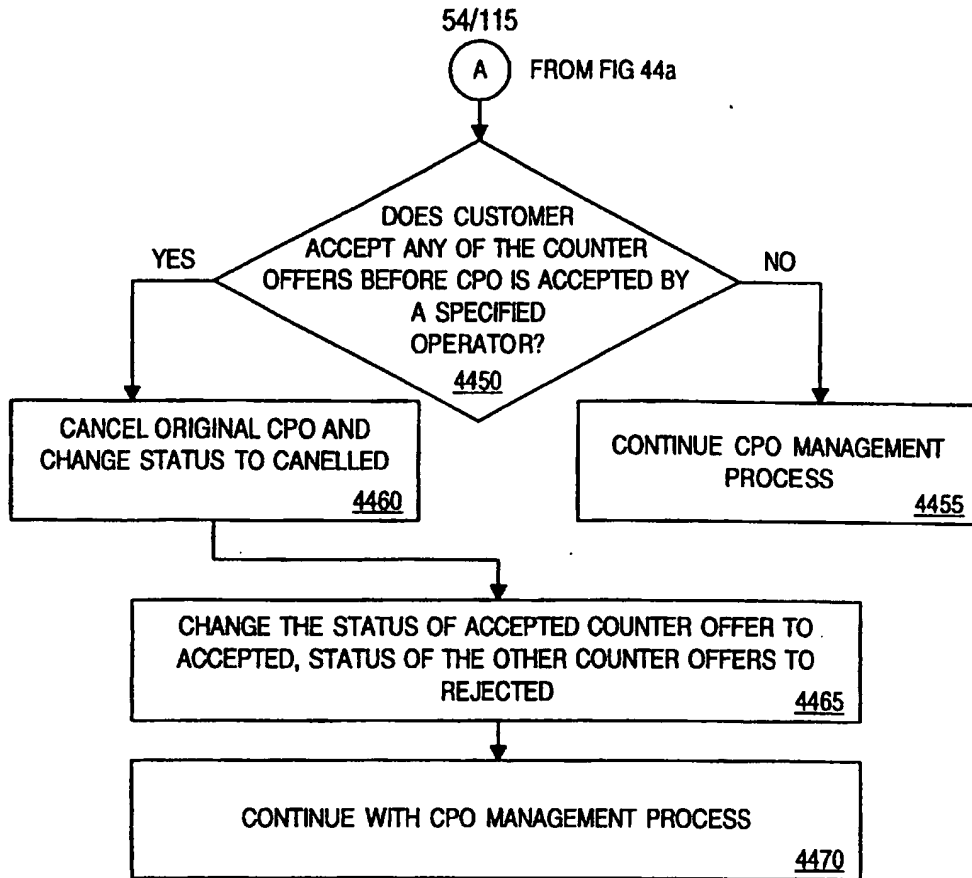 54/115
A
FROM FIG 44a
DOES CUSTOMER
ACCEPT ANY OF THE COUNTER
OFFERS BEFORE CPO IS ACCEPTED BY
A SPECIFIED
OPERATOR?
4450
YES
NO
CANCEL ORIGINAL CPO AND
CHANGE STATUS TO CANELLED
4460
CONTINUE CPO MANAGEMENT
PROCESS
4455
CHANGE THE STATUS OF ACCEPTED COUNTER OFFER TO
ACCEPTED, STATUS OF THE OTHER COUNTER OFFERS TO
REJECTED
4465
CONTINUE WITH CPO MANAGEMENT PROCESS
4470